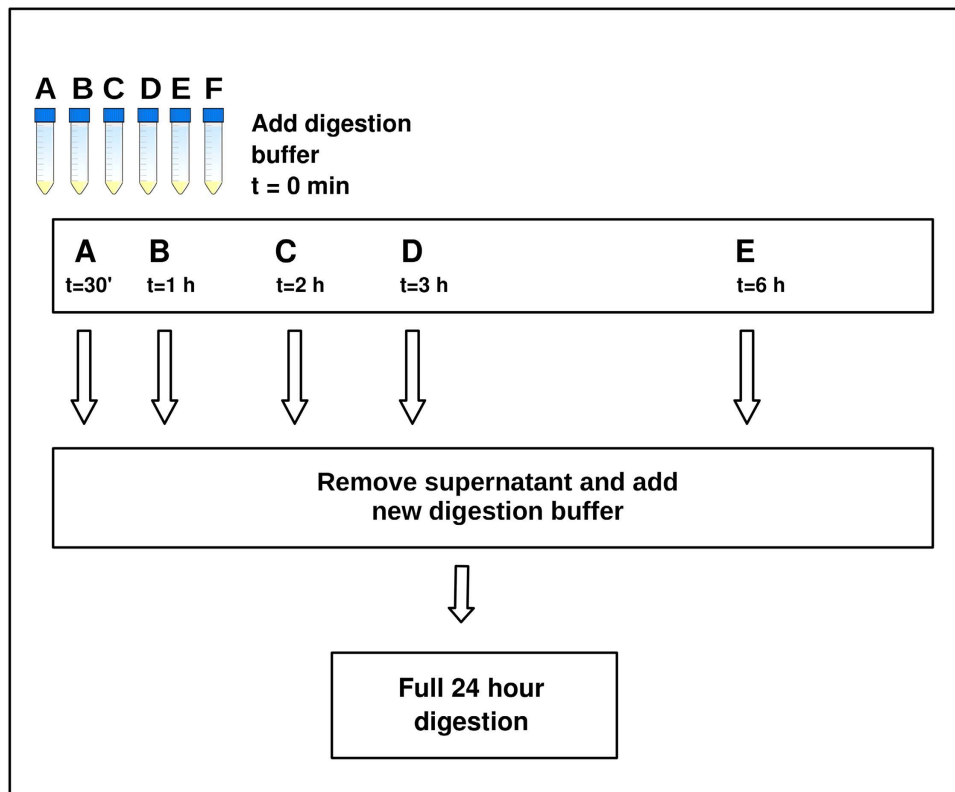 A B C D E F
Add digestion
buffer
t = 0 min
A B C D E
t=30' t=1 h t=2 h t=3 h t=6 h
Remove supernatant and add
new digestion buffer
Full 24 hour
digestion